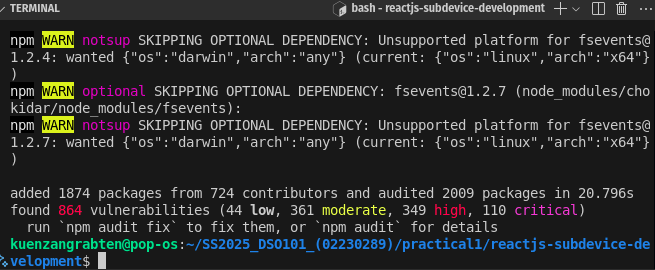 TERMINAL
bash - reactjs-subdevice-development
npm WARN notsup SKIPPING OPTIONAL DEPENDENCY: Unsupported platform for fsevents@
1.2.4: wanted {"os":"darwin","arch":"any"} (current: {"os":"linux","arch":"x64"}
)
npm WARN optional SKIPPING OPTIONAL DEPENDENCY: fsevents@1.2.7 (node_modules/cho
kidar/node_modules/fsevents):
npm WARN notsup SKIPPING OPTIONAL DEPENDENCY: Unsupported platform for fsevents@
1.2.7: wanted {"os":"darwin","arch":"any"} (current: {"os":"linux","arch":"x64"}
)
added 1874 packages from 724 contributors and audited 2009 packages in 20.796s
found 864 vulnerabilities (44 low, 361 moderate, 349 high, 110 critical)
run `npm audit fix` to fix them, or `npm audit` for details
kuenzangrabten@pop-os:~/SS2025_DSO101_(02230289)/practical1/reactjs-subdevice-de
velopment$